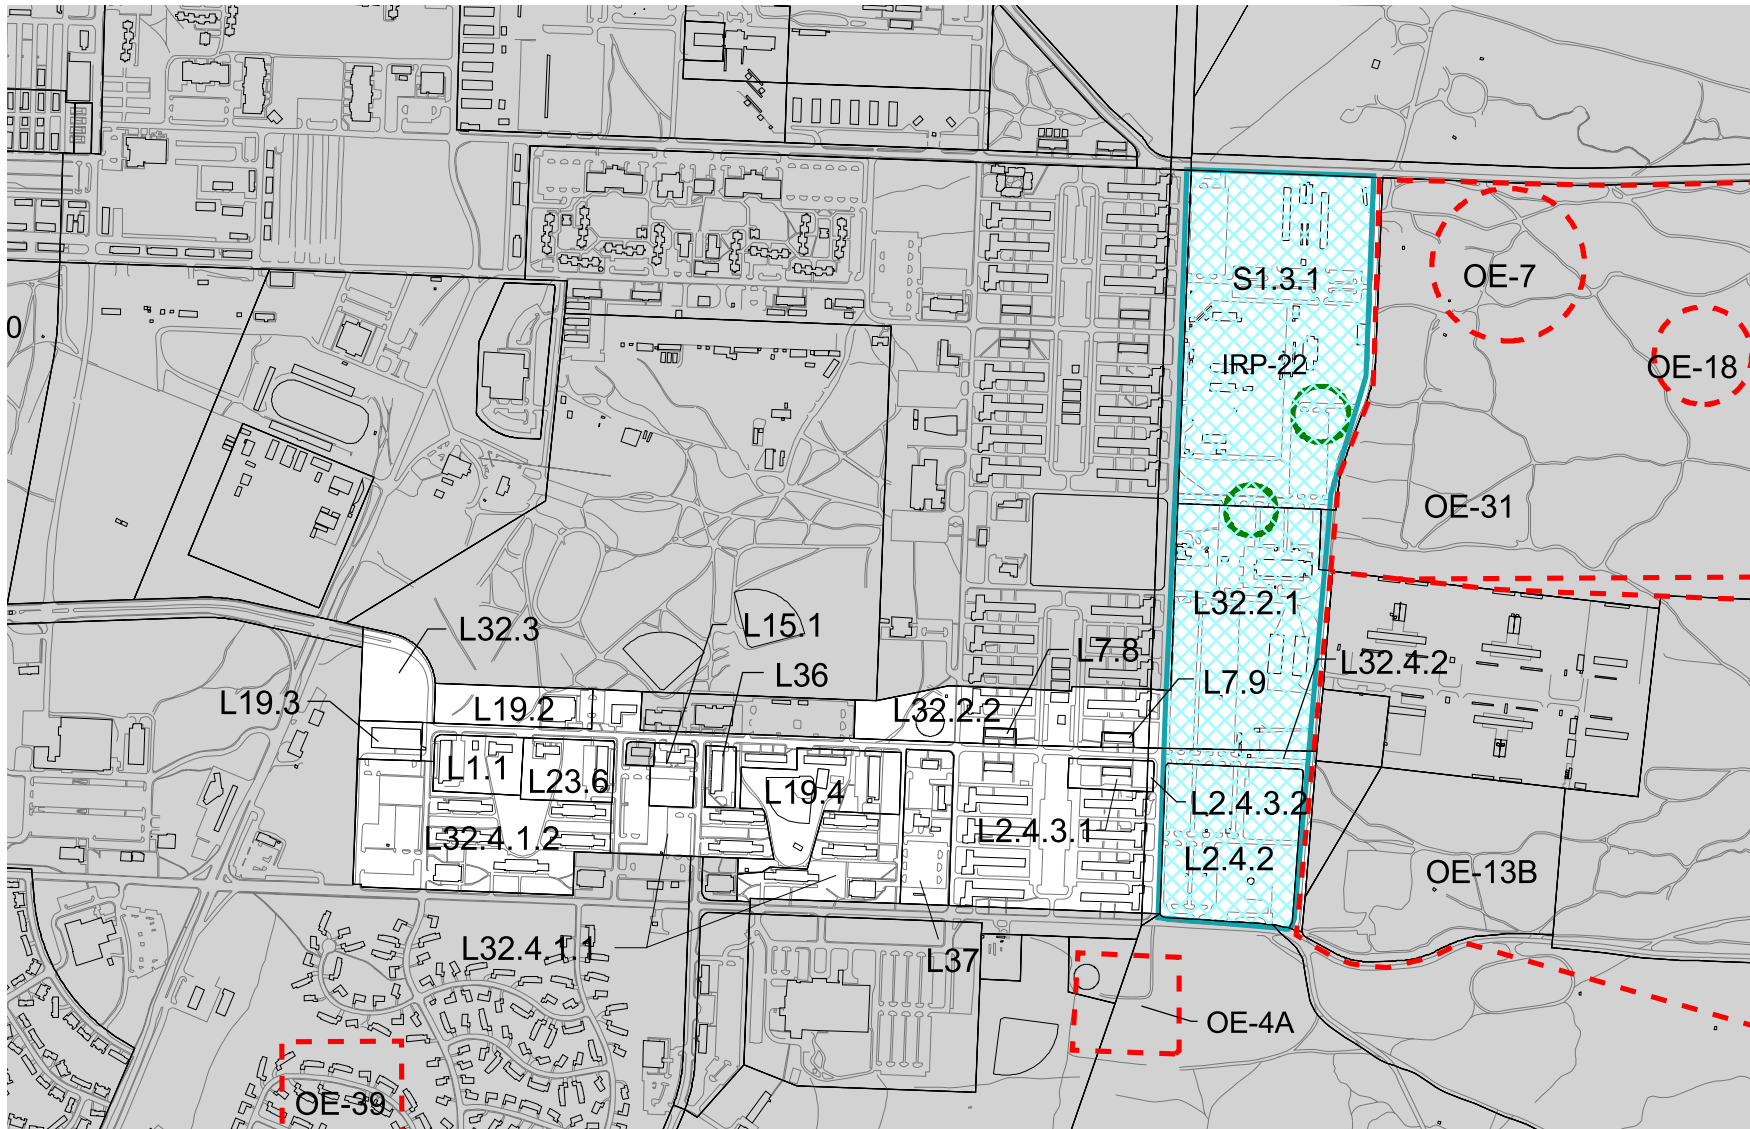 S1.3.1
OE-7
0
IRP-22
OE-18
OE-31
L32.2.1
L32.3
L15.1
L7.8
L32.4.2
L36
L7.9
L19.3
L19.2
L32.2.2
L1.1
L23.6
L19.4
L2.4.3.2
L32.4.1.2
L2.4.3.1
L2.4.2
OE-13B
L32.4.1.1
L37
OE-4A
OE-39